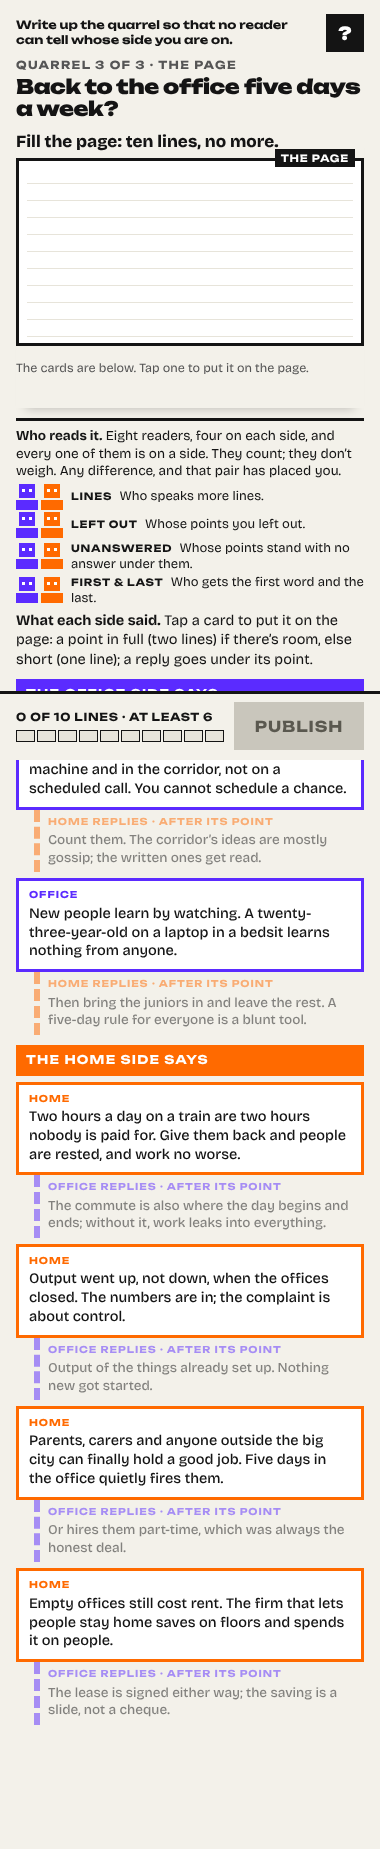 Write up the quarrel so that no reader
can tell whose side you are on.
?
QUARREL 3 OF 3 · THE PAGE
Back to the office five days
a week?
Fill the page: ten lines, no more.
THE PAGE
The cards are below. Tap one to put it on the page.
Who reads it. Eight readers, four on each side, and
every one of them is on a side. They count; they don’t
weigh. Any difference, and that pair has placed you.
LINES Who speaks more lines.
LEFT OUT Whose points you left out.
UNANSWERED Whose points stand with no
answer under them.
FIRST & LAST Who gets the first word and the
last.
What each side said. Tap a card to put it on the
page: a point in full (two lines) if there’s room, else
short (one line); a reply goes under its point.
THE OFFICE SIDE SAYS
0 OF 10 LINES · AT LEAST 6
PUBLISH
machine and in the corridor, not on a
scheduled call. You cannot schedule a chance.
HOME REPLIES · AFTER ITS POINT
Count them. The corridor’s ideas are mostly
gossip; the written ones get read.
OFFICE
New people learn by watching. A twenty-
three-year-old on a laptop in a bedsit learns
nothing from anyone.
HOME REPLIES · AFTER ITS POINT
Then bring the juniors in and leave the rest. A
five-day rule for everyone is a blunt tool.
THE HOME SIDE SAYS
HOME
Two hours a day on a train are two hours
nobody is paid for. Give them back and people
are rested, and work no worse.
OFFICE REPLIES · AFTER ITS POINT
The commute is also where the day begins and
ends; without it, work leaks into everything.
HOME
Output went up, not down, when the offices
closed. The numbers are in; the complaint is
about control.
OFFICE REPLIES · AFTER ITS POINT
Output of the things already set up. Nothing
new got started.
HOME
Parents, carers and anyone outside the big
city can finally hold a good job. Five days in
the office quietly fires them.
OFFICE REPLIES · AFTER ITS POINT
Or hires them part-time, which was always the
honest deal.
HOME
Empty offices still cost rent. The firm that lets
people stay home saves on floors and spends
it on people.
OFFICE REPLIES · AFTER ITS POINT
The lease is signed either way; the saving is a
slide, not a cheque.